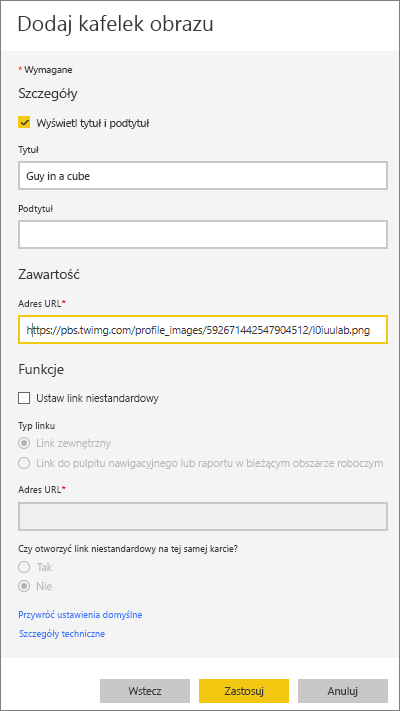 Dodaj kafelek obrazu
* Wymagane
Szczegóły
Wyświetl tytuł i podtytuł
Tytuł
Guy in a cube
Podtytuł
Zawartość
Adres URL*
https://pbs.twimg.com/profile_images/592671442547904512/l0iuulab.png
Funkcje
Ustaw link niestandardowy
Typ linku
Link zewnętrzny
Link do pulpitu nawigacyjnego lub raportu w bieżącym obszarze roboczym
Adres URL*
Czy otworzyć link niestandardowy na tej samej karcie?
Tak
Nie
Przywróć ustawienia domyślne
Szczegóły techniczne
Wstecz
Zastosuj
Anuluj